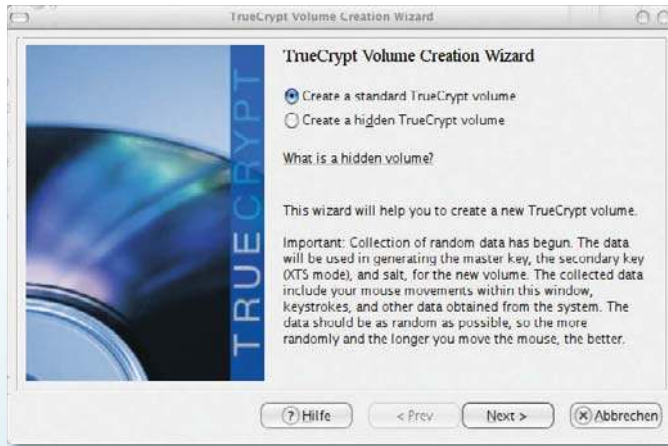 TrueCrypt Volume Creation Wizard
TRUECRYPT
TrueCrypt Volume Creation Wizard
Create a standard TrueCrypt volume
Create a hidden TrueCrypt volume
What is a hidden volume?
This wizard will help you to create a new TrueCrypt volume.
Important: Collection of random data has begun. The data
will be used in generating the master key, the secondary key
(XTS mode), and salt, for the new volume. The collected data
include your mouse movements within this window,
keystrokes, and other data obtained from the system. The
data should be as random as possible, so the more
randomly and the longer you move the mouse, the better.
? Hilfe
< Prev
Next >
Abbrechen